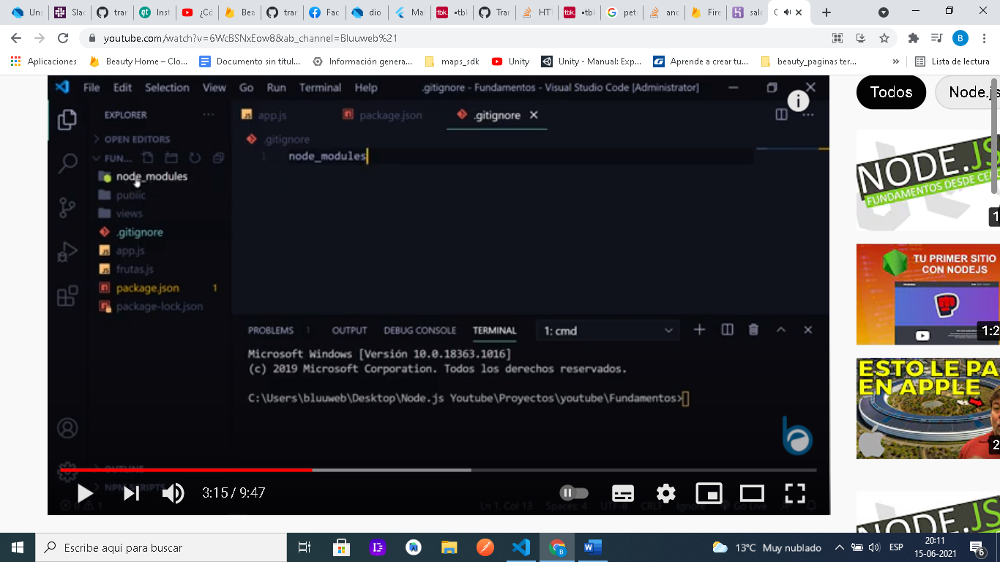 Uns
Slac
trar
Inst
¿Có
Bea
trar
Fac
dio
Mai
•tbl
Trar
HT
•tbl
pet
anc
Fire
salc
youtube.com/watch?v=6WcBSNxEow8&ab_channel=Bluuweb%21
B
Aplicaciones
Beauty Home – Clo...
Documento sin títul...
Información genera...
maps_sdk
Unity
Unity - Manual: Exp...
Aprende a crear tu...
beauty_paginas ter...
»
Lista de lectura
File Edit Selection View Go Run Terminal Help
.gitignore - Fundamentos - Visual Studio Code [Administrator]
EXPLORER
app.js
package.json
.gitignore
OPEN EDITORS
.gitignore
FUN...
1 node_modules
node_modules
public
views
.gitignore
app.js
frutas.js
package.json 1
package-lock.json
PROBLEMS 1 OUTPUT DEBUG CONSOLE TERMINAL 1: cmd
Microsoft Windows [Versión 10.0.18363.1016]
(c) 2019 Microsoft Corporation. Todos los derechos reservados.
C:\Users\bluuweb\Desktop\Node.js Youtube\Proyectos\youtube\Fundamentos>
OUTLINE
NPM SCRIPTS
3:15 / 9:47
0 1
Ln 1, Col 13 Spaces: 4 UTF-8 CRLF Ignore Go Live
Todos
Node.js
NODE.JS
FUNDAMENTOS DESDE CERO
TU PRIMER SITIO
CON NODEJS
1:2
ESTO LE PA
EN APPLE
2
NODE.JS
Escribe aquí para buscar
13°C Muy nublado
ESP
20:11
15-06-2021
6